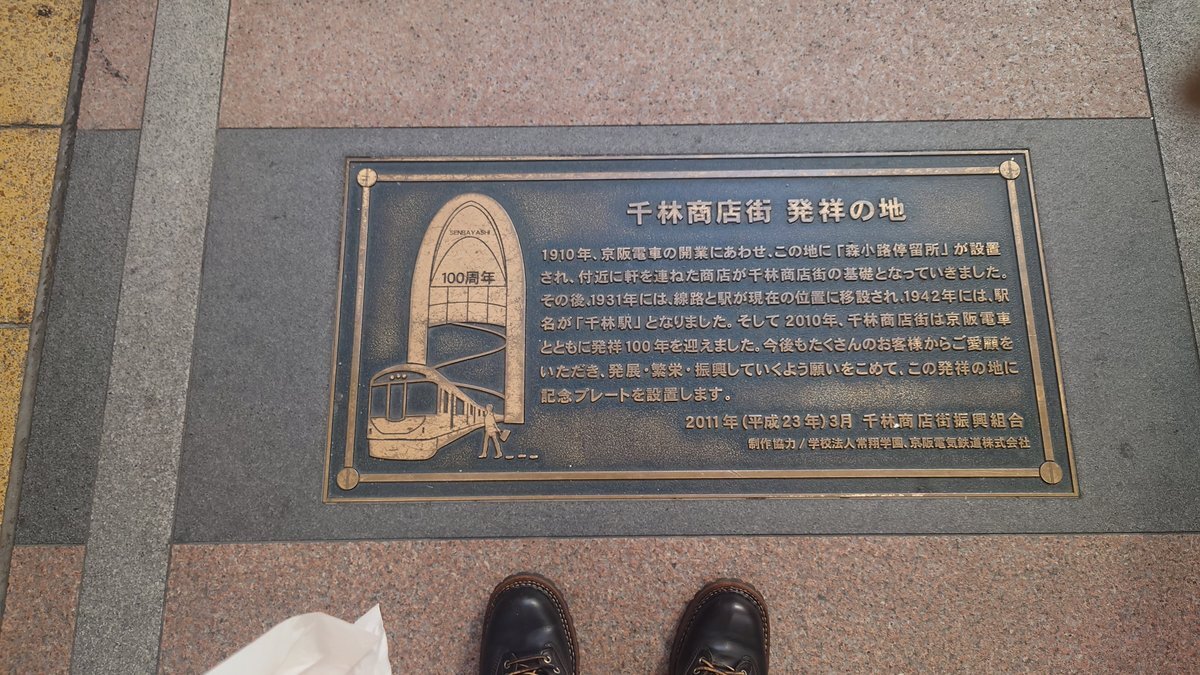 SENBAYASHI
100周年
千林商店街 発祥の地
1910年、京阪電車の開業にあわせ、この地に「森小路停留所」が設置
され、付近に軒を連ねた商店が千林商店街の基礎となっていきました。
その後、1931年には、線路と駅が現在の位置に移設され、1942年には、駅
名が「千林駅」となりました。そして2010年、千林商店街は京阪電車
とともに発祥100年を迎えました。今後もたくさんのお客様からご愛顧を
いただき、発展・繁栄・振興していくよう願いをこめて、この発祥の地に
記念プレートを設置します。
2011年(平成23年)3月 千林商店街振興組合
制作協力/学校法人常翔学園、京阪電気鉄道株式会社